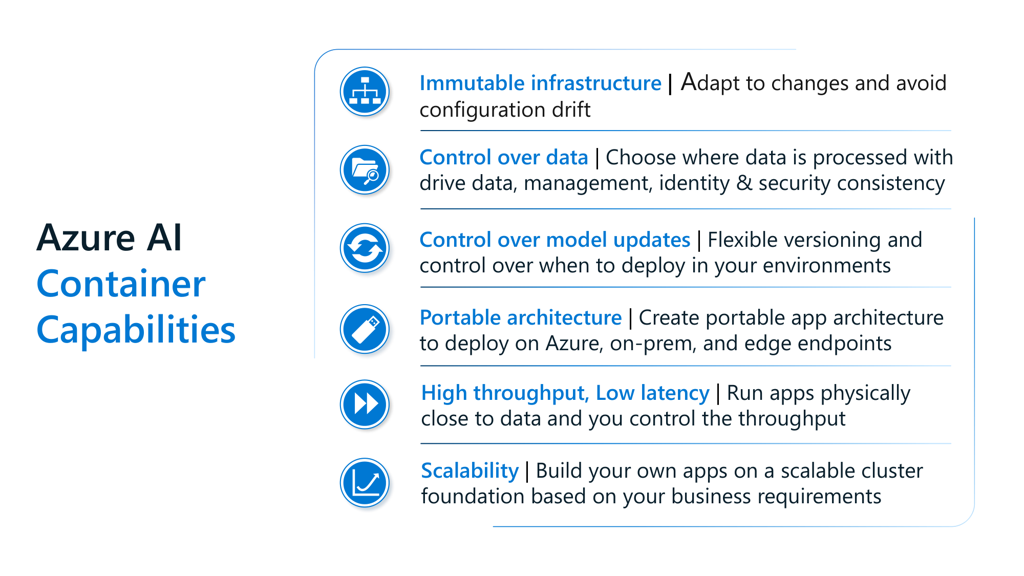 Azure AI
Container
Capabilities
Immutable infrastructure | Adapt to changes and avoid
configuration drift
Control over data | Choose where data is processed with
drive data, management, identity & security consistency
Control over model updates | Flexible versioning and
control over when to deploy in your environments
Portable architecture | Create portable app architecture
to deploy on Azure, on-prem, and edge endpoints
High throughput, Low latency | Run apps physically
close to data and you control the throughput
Scalability | Build your own apps on a scalable cluster
foundation based on your business requirements